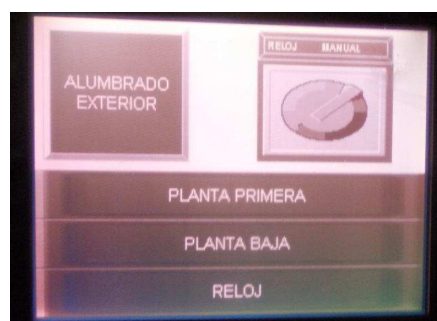 ALUMBRADO
EXTERIOR
RELOJ MANUAL
PLANTA PRIMERA
PLANTA BAJA
RELOJ